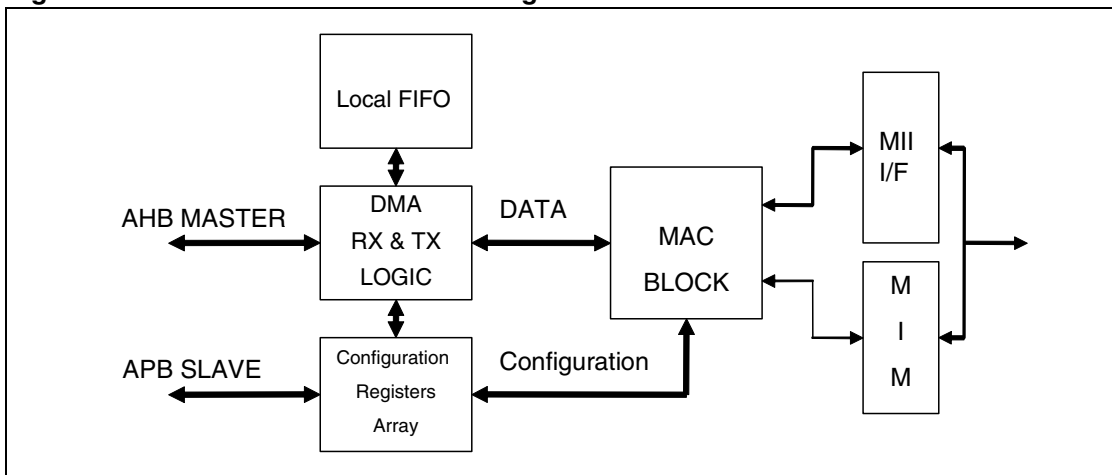 Local FIFO
MII
I/F
AHB MASTER
DMA
RX & TX
LOGIC
DATA
MAC
BLOCK
M
I
M
APB SLAVE
Configuration
Registers
Array
Configuration